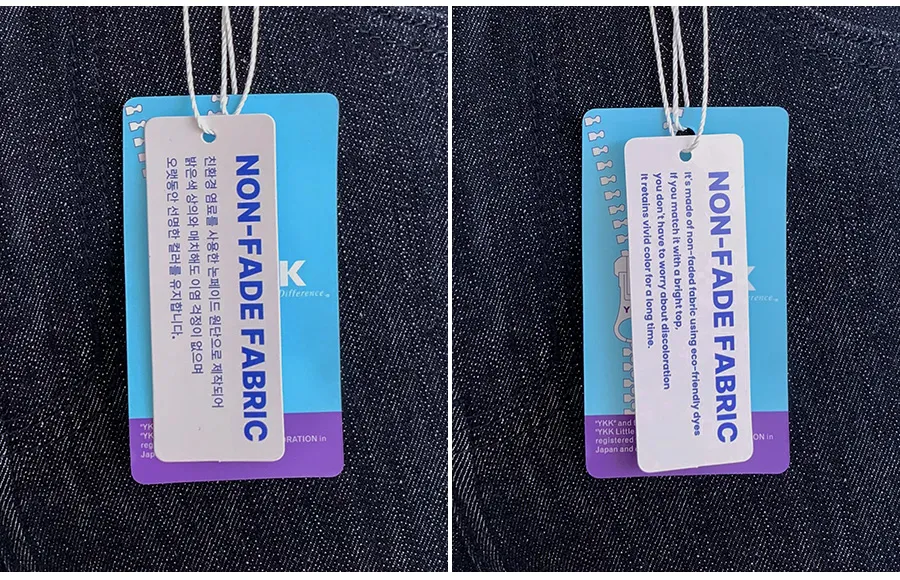 NON-FADE FABRIC
친환경 염료를 사용한 논페이드 원단으로 제작되어
밝은색 상의와 매치해도 이염 걱정이 없으며
오랫동안 선명한 컬러를 유지합니다.
K
Difference
"YKK
"YK
ORATION in
reg
Japan
NON-FADE FABRIC
It's made of non-faded fabric using eco-friendly dyes
If you match it with a bright top,
you don't have to worry about discoloration
It retains vivid color for a long time.
Y
"YKK" and
"YKK Little
registered
ION in
Japan and